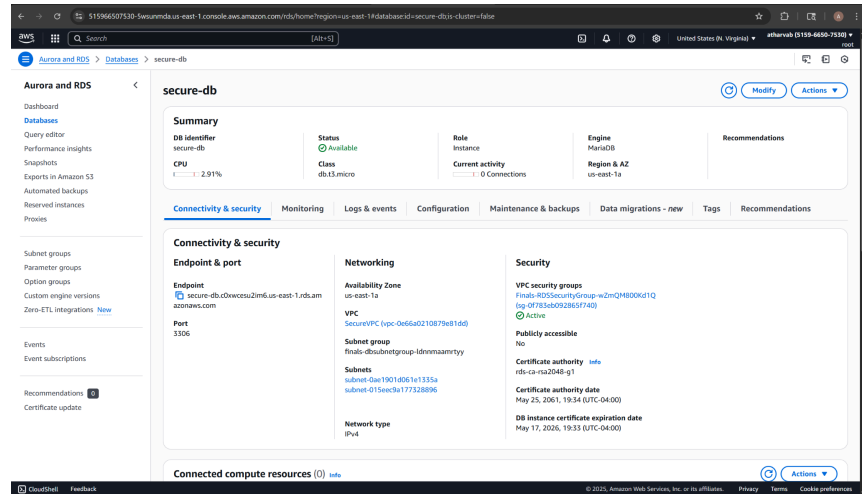 515966507530-5wsunmda.us-east-1.console.aws.amazon.com/rds/home?region=us-east-1#database:id=secure-db;is-cluster=false
aws
Search
[Alt+S]
United States (N. Virginia)
atharvab (5159-6650-7530)
root
Aurora and RDS > Databases > secure-db
Aurora and RDS
Dashboard
Databases
Query editor
Performance insights
Snapshots
Exports in Amazon S3
Automated backups
Reserved instances
Proxies
Subnet groups
Parameter groups
Option groups
Custom engine versions
Zero-ETL integrations New
Events
Event subscriptions
Recommendations 0
Certificate update
secure-db
Modify
Actions
Summary
DB identifier
secure-db
Status
Available
Role
Instance
Engine
MariaDB
Recommendations
CPU
2.91%
Class
db.t3.micro
Current activity
0 Connections
Region & AZ
us-east-1a
Connectivity & security
Monitoring
Logs & events
Configuration
Maintenance & backups
Data migrations - new
Tags
Recommendations
Connectivity & security
Endpoint & port
Endpoint
secure-db.c0xwcesu2im6.us-east-1.rds.am
azonaws.com
Port
3306
Networking
Availability Zone
us-east-1a
VPC
SecureVPC (vpc-0e66a0210879e81dd)
Subnet group
finals-dbsubnetgroup-ldnnmaamrtyy
Subnets
subnet-0ae1901d061e1335a
subnet-015eec9a177328896
Network type
IPv4
Security
VPC security groups
Finals-RDSSecurityGroup-wZmQM800Kd1Q
(sg-0f783eb092865f740)
Active
Publicly accessible
No
Certificate authority Info
rds-ca-rsa2048-g1
Certificate authority date
May 25, 2061, 19:34 (UTC-04:00)
DB instance certificate expiration date
May 17, 2026, 19:33 (UTC-04:00)
Connected compute resources (0) Info
Actions
CloudShell
Feedback
© 2025, Amazon Web Services, Inc. or its affiliates.
Privacy
Terms
Cookie preferences